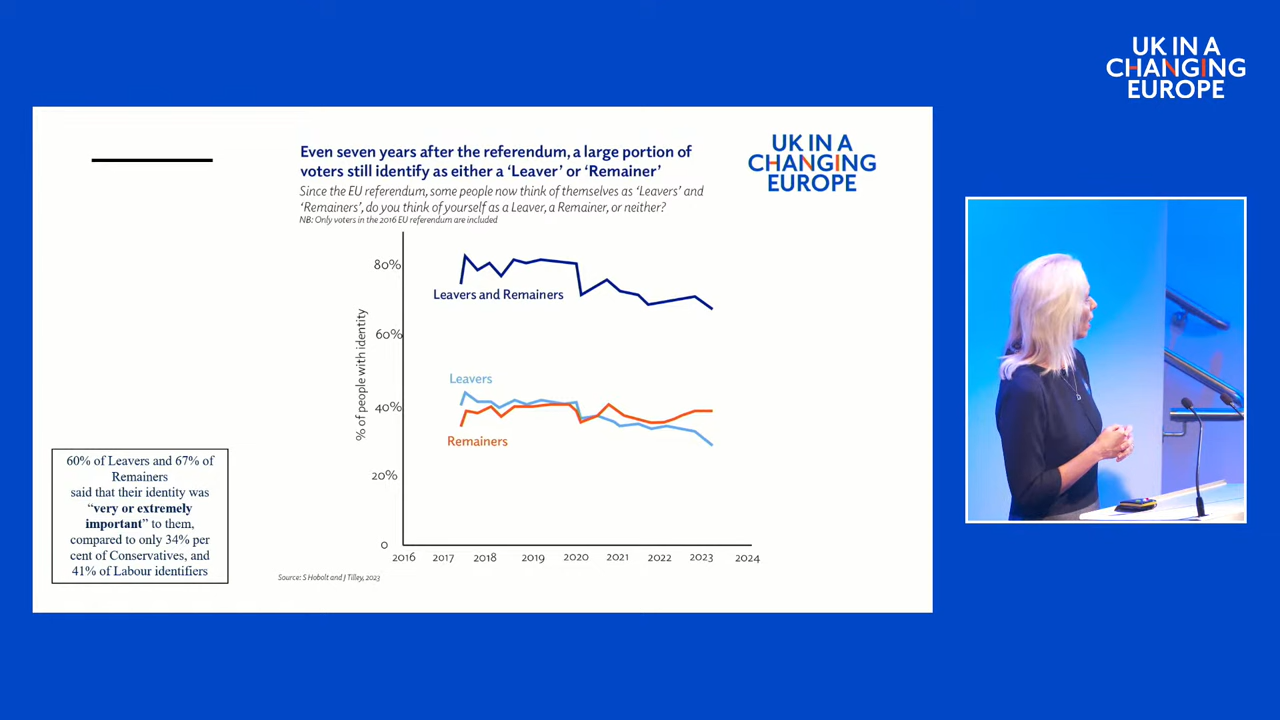 UK IN A
CHANGING
EUROPE
Even seven years after the referendum, a large portion of
voters still identify as either a ‘Leaver’ or ‘Remainer’
Since the EU referendum, some people now think of themselves as ‘Leavers’ and
‘Remainers’, do you think of yourself as a Leaver, a Remainer, or neither?
NB: Only voters in the 2016 EU referendum are included
UK IN A
CHANGING
EUROPE
% of people with identity
80%
60%
40%
20%
0
Leavers and Remainers
Leavers
Remainers
2016 2017 2018 2019 2020 2021 2022 2023 2024
Source: S Hobolt and J Tilley, 2023
60% of Leavers and 67% of
Remainers
said that their identity was
“very or extremely
important” to them,
compared to only 34% per
cent of Conservatives, and
41% of Labour identifiers